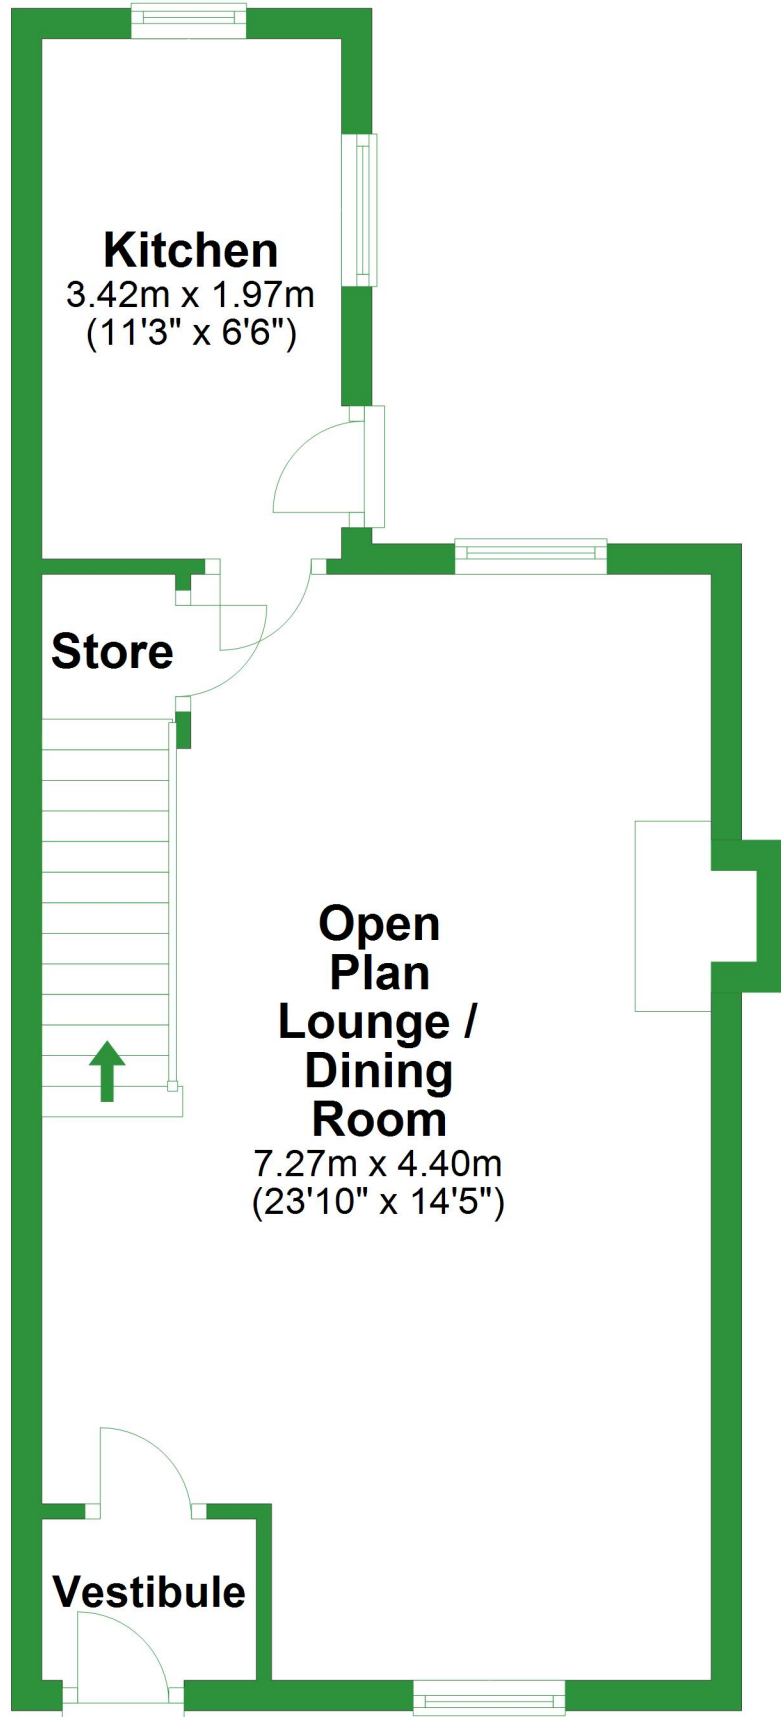 Kitchen
3.42m x 1.97m
(11'3" x 6'6")
Store
Open
Plan
Lounge /
Dining
Room
7.27m x 4.40m
(23'10" x 14'5")
Vestibule